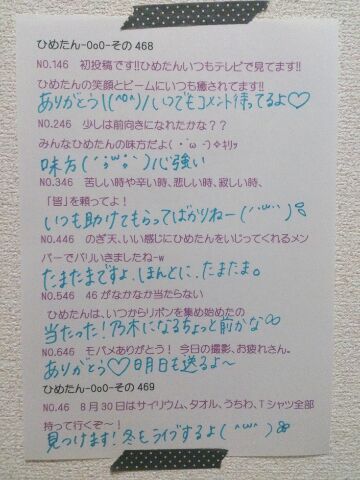 ひめたん-OoO-その 468
NO.146　初投稿です!!ひめたんいつもテレビで見てます!!
ひめたんの笑顔とビームにいつも癒されてます!!
ありがとう\(^o^)/いつでもコメント待ってるよ♡
NO.246　少しは前向きになれたかな？？
みんなひめたんの味方だよ(｀･ω･´)✧ｷﾘｯ
味方(´;ω;`)心強い
NO.346　苦しい時や辛い時、悲しい時、寂しい時、
「皆」を頼ってよ！
いつも助けてもらってばかりねー(´･ω･`)
NO.446　のぎ天、いい感じにひめたんをいじってくれるメン
バーでバリいきましたね-w
たまたまですよ、ほんとに、たまたま。
NO.546　46がなかなか当たらない
ひめたんは、いつからリボンを集め始めたの
当たった！乃木になるちょっと前かな∞
NO.646　モバメありがとう！ 今日の撮影、お疲れさん。
ありがとう♡明日も送るよ〜
ひめたん-OoO-その 469
NO.46　8月30日はサイリウム、タオル、うちわ、Tシャツ全部
持って行くぞ～！
見つけます！冬もライブするよ(^ω^)